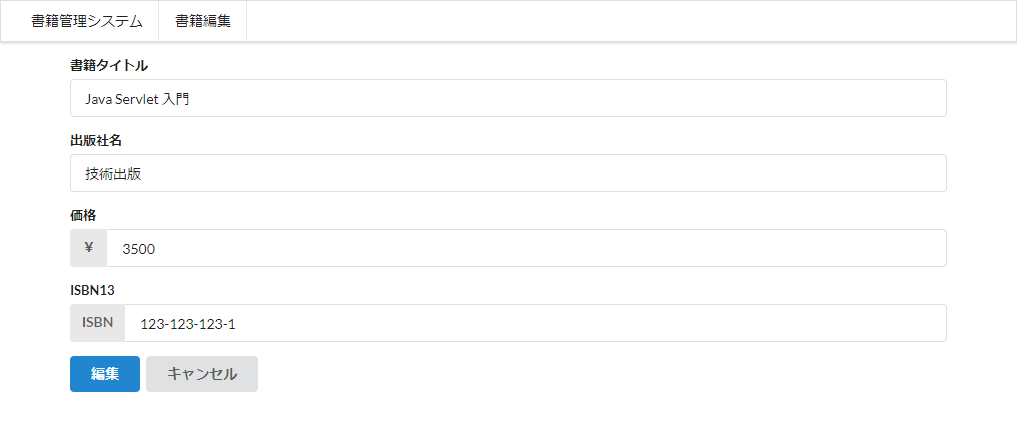 書籍管理システム 書籍編集
書籍タイトル
Java Servlet 入門
出版社名
技術出版
価格
¥ 3500
ISBN13
ISBN 123-123-123-1
編集 キャンセル